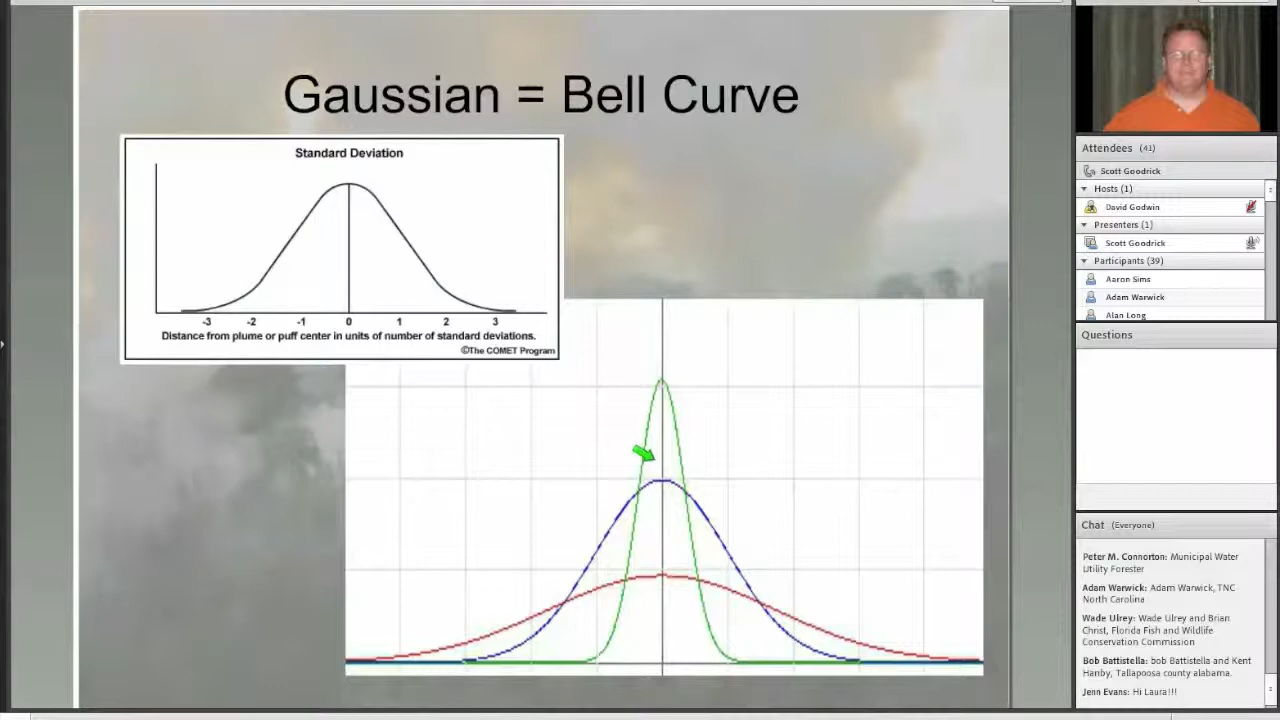 Gaussian = Bell Curve
Standard Deviation
-3 -2 -1 0 1 2 3
Distance from plume or puff center in units of number of standard deviations.
©The COMET Program
Attendees (41)
Scott Goodrick
Hosts (1)
David Godwin
Presenters (1)
Scott Goodrick
Participants (39)
Aaron Sims
Adam Warwick
Alan Long
Questions
Chat (Everyone)
Peter M. Connorton: Municipal Water
Utility Forester
Adam Warwick: Adam Warwick, TNC
North Carolina
Wade Ulrey: Wade Ulrey and Brian
Christ, Florida Fish and Wildlife
Conservation Commission
Bob Battistella: bob Battistella and Kent
Hanby, Tallapoosa county alabama.
Jenn Evans: Hi Laura!!!